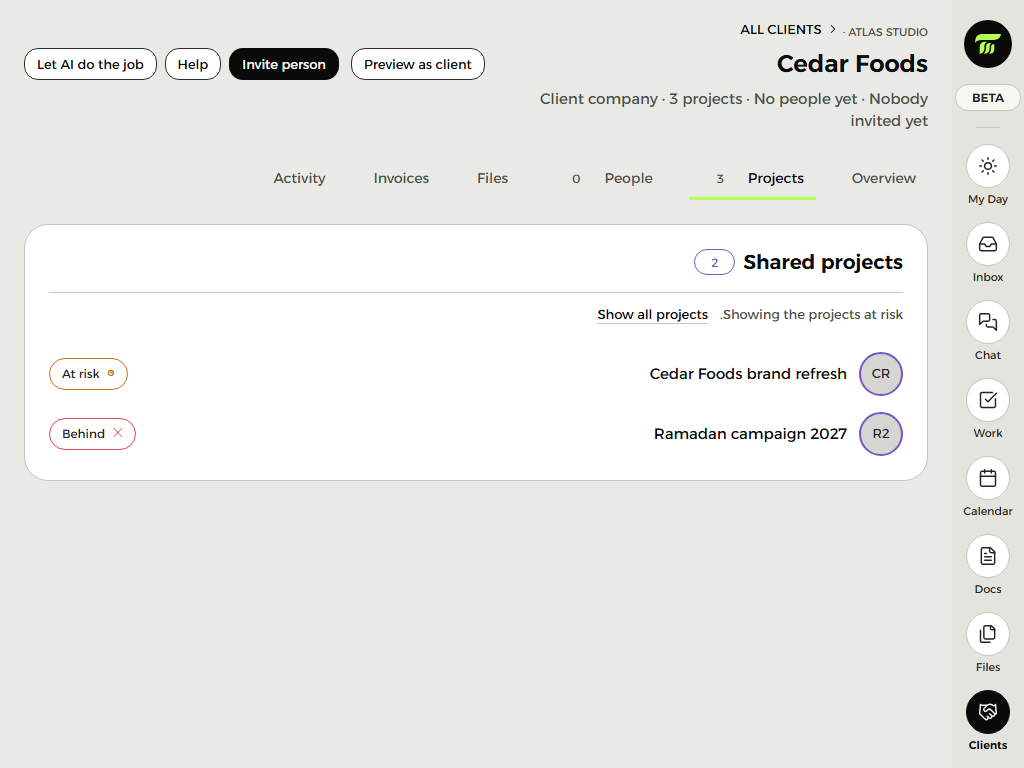 ALL CLIENTS > · ATLAS STUDIO
Cedar Foods
Client company · 3 projects · No people yet · Nobody
invited yet
Let AI do the job
Help
Invite person
Preview as client
Overview
Projects 3
People 0
Files
Invoices
Activity
Shared projects 2
.Showing the projects at risk
Show all projects
CR Cedar Foods brand refresh
At risk
R2 Ramadan campaign 2027
Behind
BETA
My Day
Inbox
Chat
Work
Calendar
Docs
Files
Clients